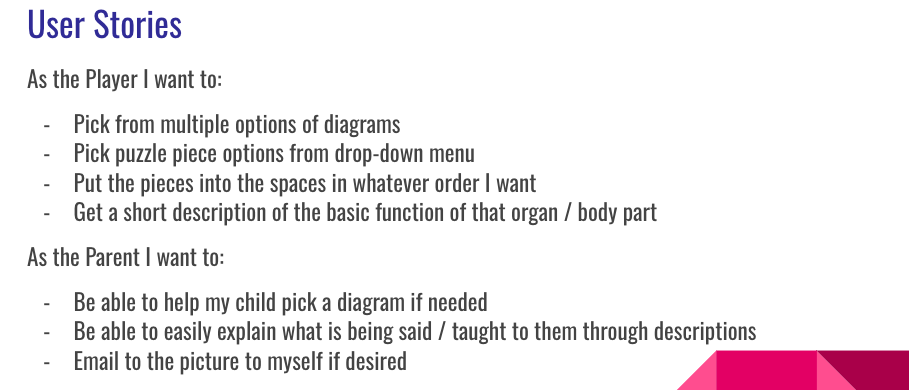 User Stories
As the Player I want to:
- Pick from multiple options of diagrams
- Pick puzzle piece options from drop-down menu
- Put the pieces into the spaces in whatever order I want
- Get a short description of the basic function of that organ / body part
As the Parent I want to:
- Be able to help my child pick a diagram if needed
- Be able to easily explain what is being said / taught to them through descriptions
- Email to the picture to myself if desired